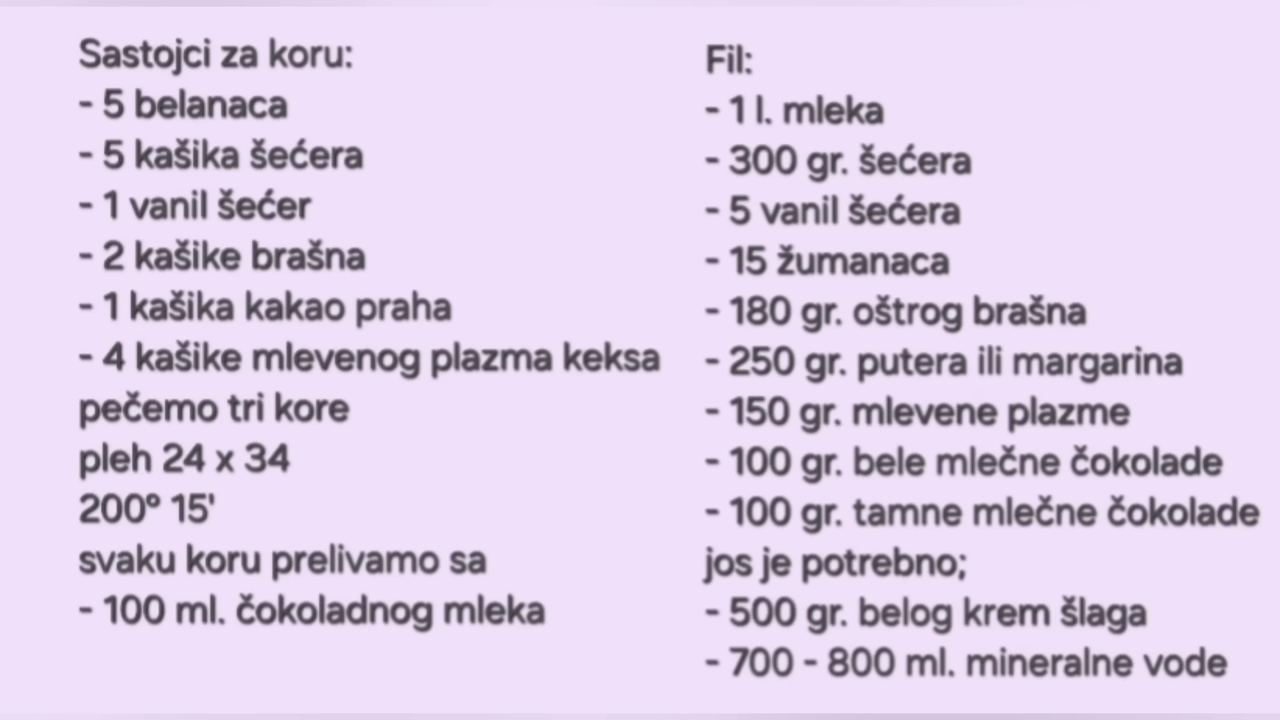 Sastojci za koru:
- 5 belanaca
- 5 kašika šećera
- 1 vanil šećer
- 2 kašike brašna
- 1 kašika kakao praha
- 4 kašike mlevenog plazma keksa
pečemo tri kore
pleh 24 x 34
200° 15'
svaku koru prelivamo sa
- 100 ml. čokoladnog mleka
Fil:
- 1 l. mleka
- 300 gr. šećera
- 5 vanil šećera
- 15 žumanaca
- 180 gr. oštrog brašna
- 250 gr. putera ili margarina
- 150 gr. mlevene plazme
- 100 gr. bele mlečne čokolade
- 100 gr. tamne mlečne čokolade
jos je potrebno;
- 500 gr. belog krem šlaga
- 700 - 800 ml. mineralne vode